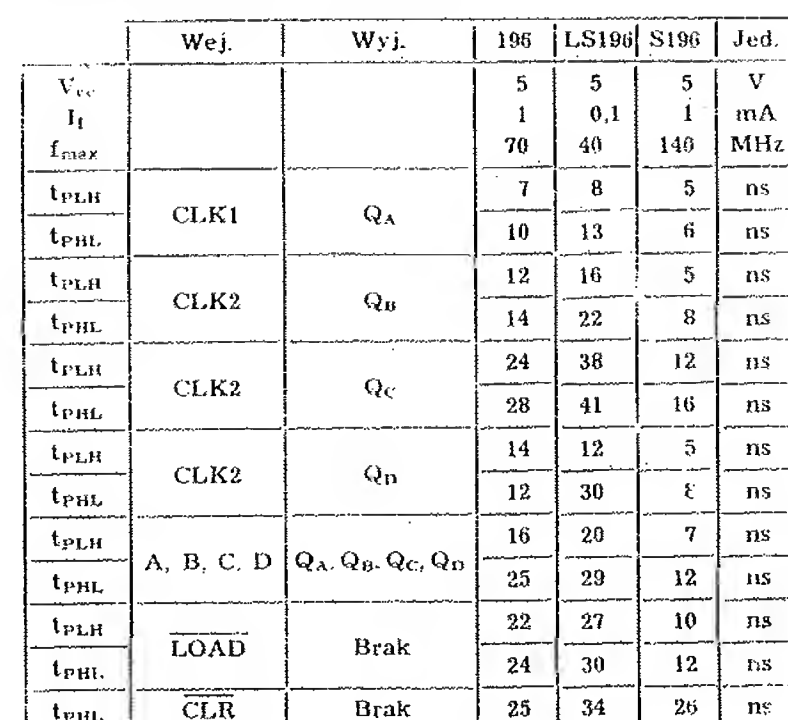 Wej. Wyj. 196 LS196 S196 Jed.
Vcc 5 5 5 V
If 1 0,1 1 mA
fmax 70 40 140 MHz
tPLH CLK1 QA 7 8 5 ns
tPHL 10 13 6 ns
tPLH CLK2 QB 12 16 5 ns
tPHL 14 22 8 ns
tPLH CLK2 QC 24 38 12 ns
tPHL 28 41 16 ns
tPLH CLK2 QD 14 12 5 ns
tPHL 12 30 ns
tPLH A, B, C, D QA, QB, QC, QD 16 20 7 ns
tPHL 25 29 12 ns
tPLH LOAD Brak 22 27 10 ns
tPHL 24 30 12 ns
tPHL CLR Brak 25 34 26 ns